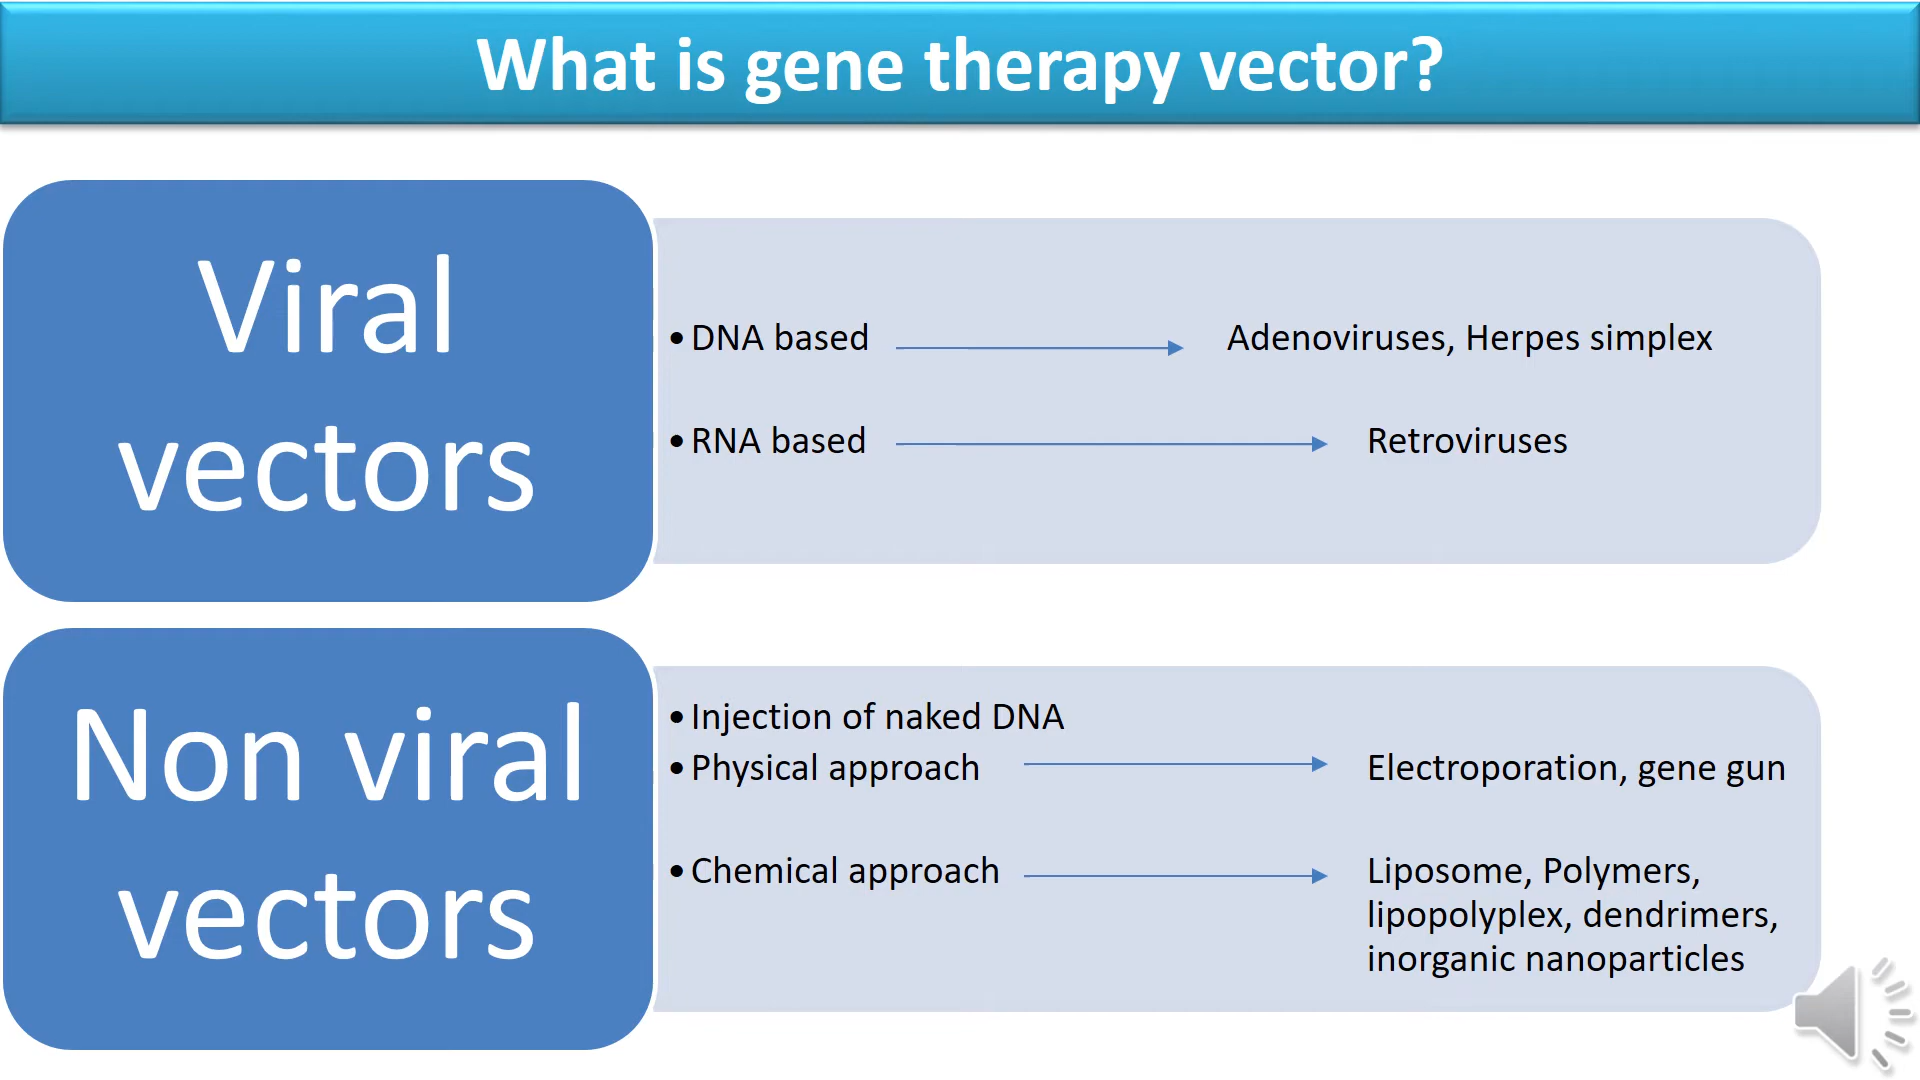 What is gene therapy vector?
Viral
vectors
• DNA based
Adenoviruses, Herpes simplex
• RNA based
Retroviruses
Non viral
vectors
• Injection of naked DNA
• Physical approach
Electroporation, gene gun
• Chemical approach
Liposome, Polymers,
lipopolyplex, dendrimers,
inorganic nanoparticles